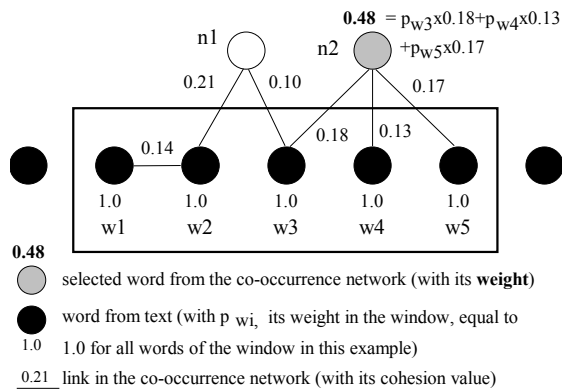 0.48 = pw3x0.18+pw4x0.13
n1 n2 +pw5x0.17
0.21 0.10 0.17
0.14 0.18 0.13
1.0 1.0 1.0 1.0 1.0
w1 w2 w3 w4 w5
0.48
selected word from the co-occurrence network (with its weight)
word from text (with p wi, its weight in the window, equal to
1.0 1.0 for all words of the window in this example)
0.21 link in the co-occurrence network (with its cohesion value)